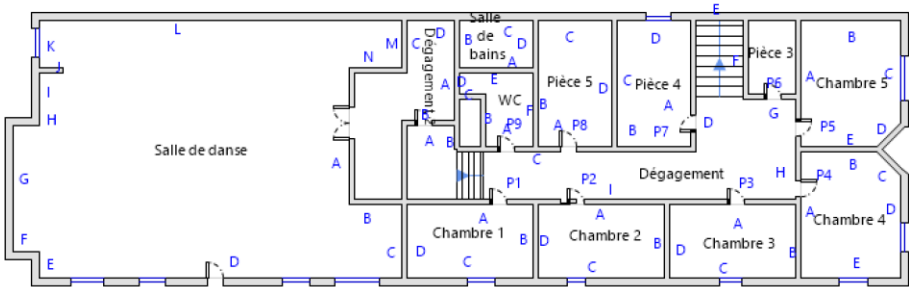 E
L
Salle
de
bains
C D
B
C
D
A
K
M
N
J
Dégagement
C
D
B
F
Pièce 3
B
I
A
D E
C
C
Pièce 5
D
Pièce 4
A
P6
A
Chambre 5
C
H
B
A B
B
WC
F
P9
A
B
A
P8
B
A
P7
D
G
P5
E
D
Salle de danse
A
C
B
G
P1
P2
I
Dégagement
P3
H
P4
C
A
D
B
A
A
A
F
D
Chambre 1
B
D
Chambre 2
B
D
Chambre 3
B
Chambre 4
C
E
D
C
C
C
E